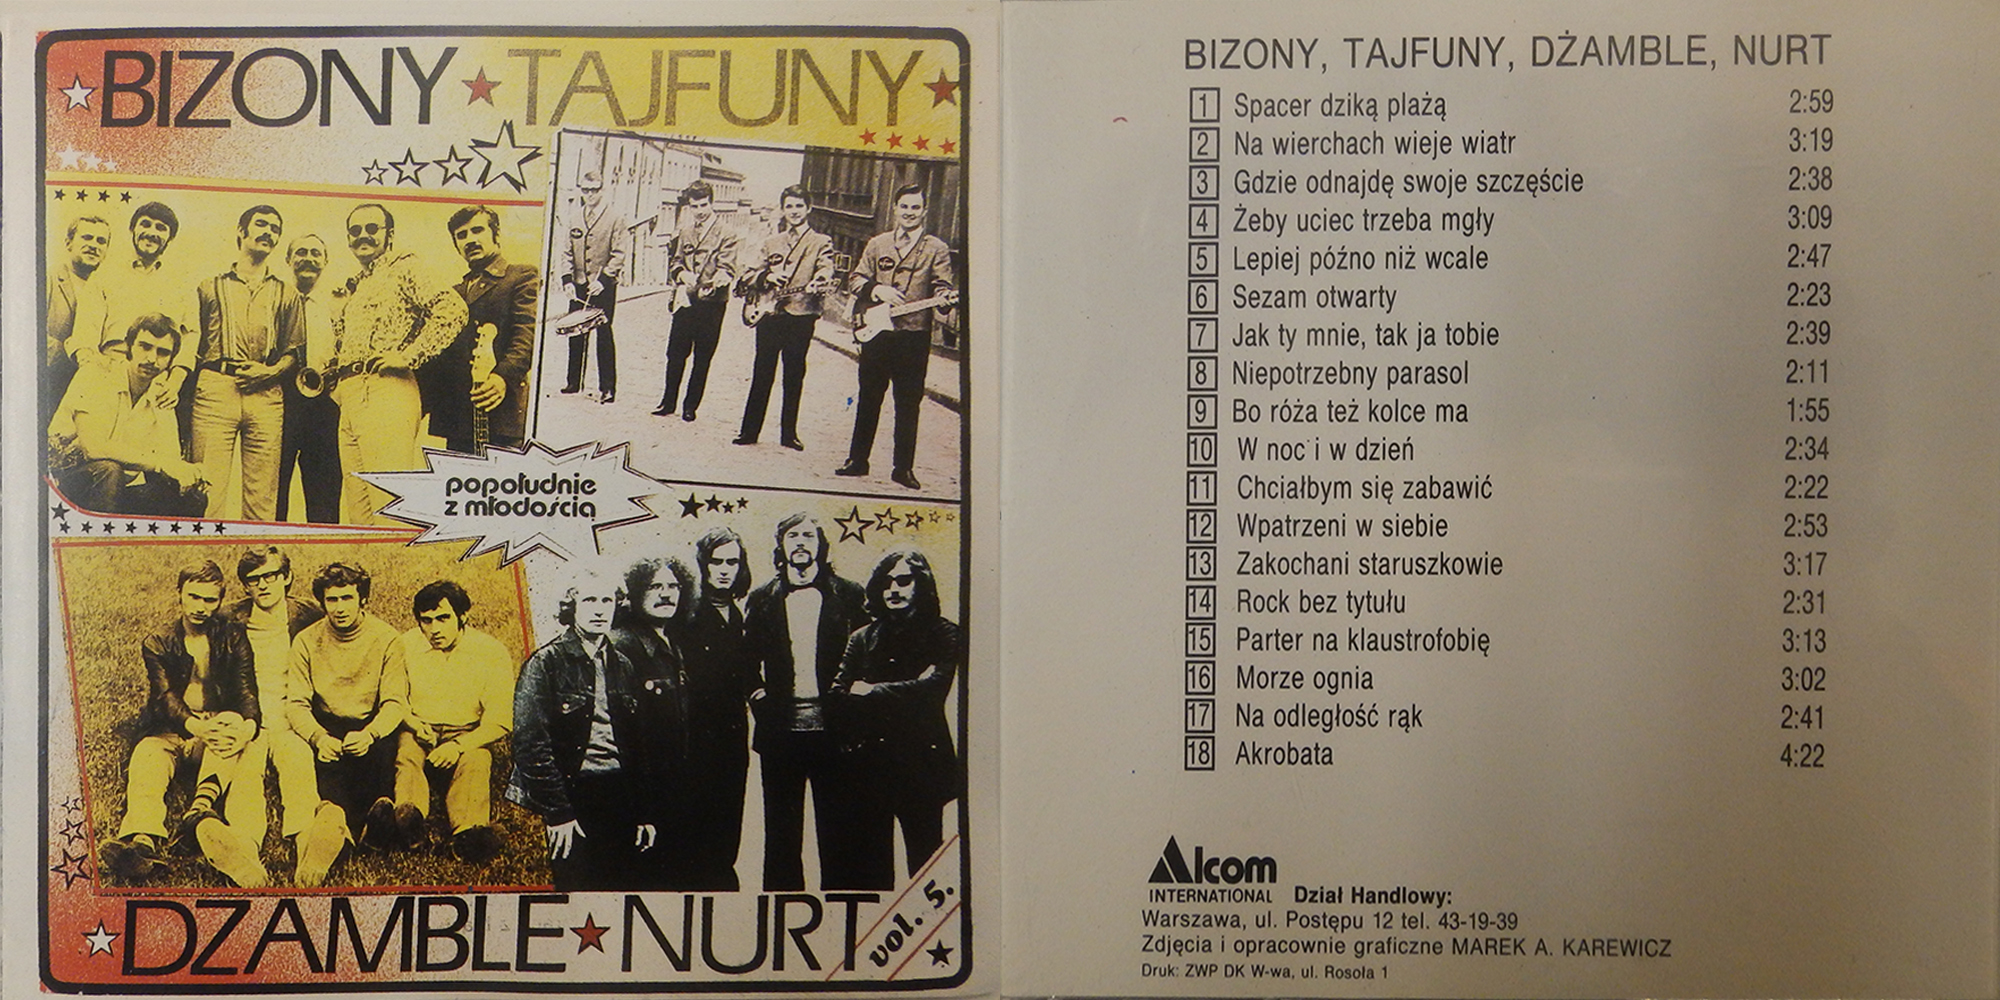 BIZONY TAJFUNY
popołudnie
z młodością
DZAMBLE NURT
vol. 5.
BIZONY, TAJFUNY, DŻAMBLE, NURT
1 Spacer dziką plażą 2:59
2 Na wierchach wieje wiatr 3:19
3 Gdzie odnajdę swoje szczęście 2:38
4 Żeby uciec trzeba mgły 3:09
5 Lepiej późno niż wcale 2:47
6 Sezam otwarty 2:23
7 Jak ty mnie, tak ja tobie 2:39
8 Niepotrzebny parasol 2:11
9 Bo róża też kolce ma 1:55
10 W noc i w dzień 2:34
11 Chciałbym się zabawić 2:22
12 Wpatrzeni w siebie 2:53
13 Zakochani staruszkowie 3:17
14 Rock bez tytułu 2:31
15 Parter na klaustrofobię 3:13
16 Morze ognia 3:02
17 Na odległość rąk 2:41
18 Akrobata 4:22
Alcom
INTERNATIONAL Dział Handlowy:
Warszawa, ul. Postępu 12 tel. 43-19-39
Zdjęcia i opracownie graficzne MAREK A. KAREWICZ
Druk: ZWP DK W-wa, ul. Rosoła 1